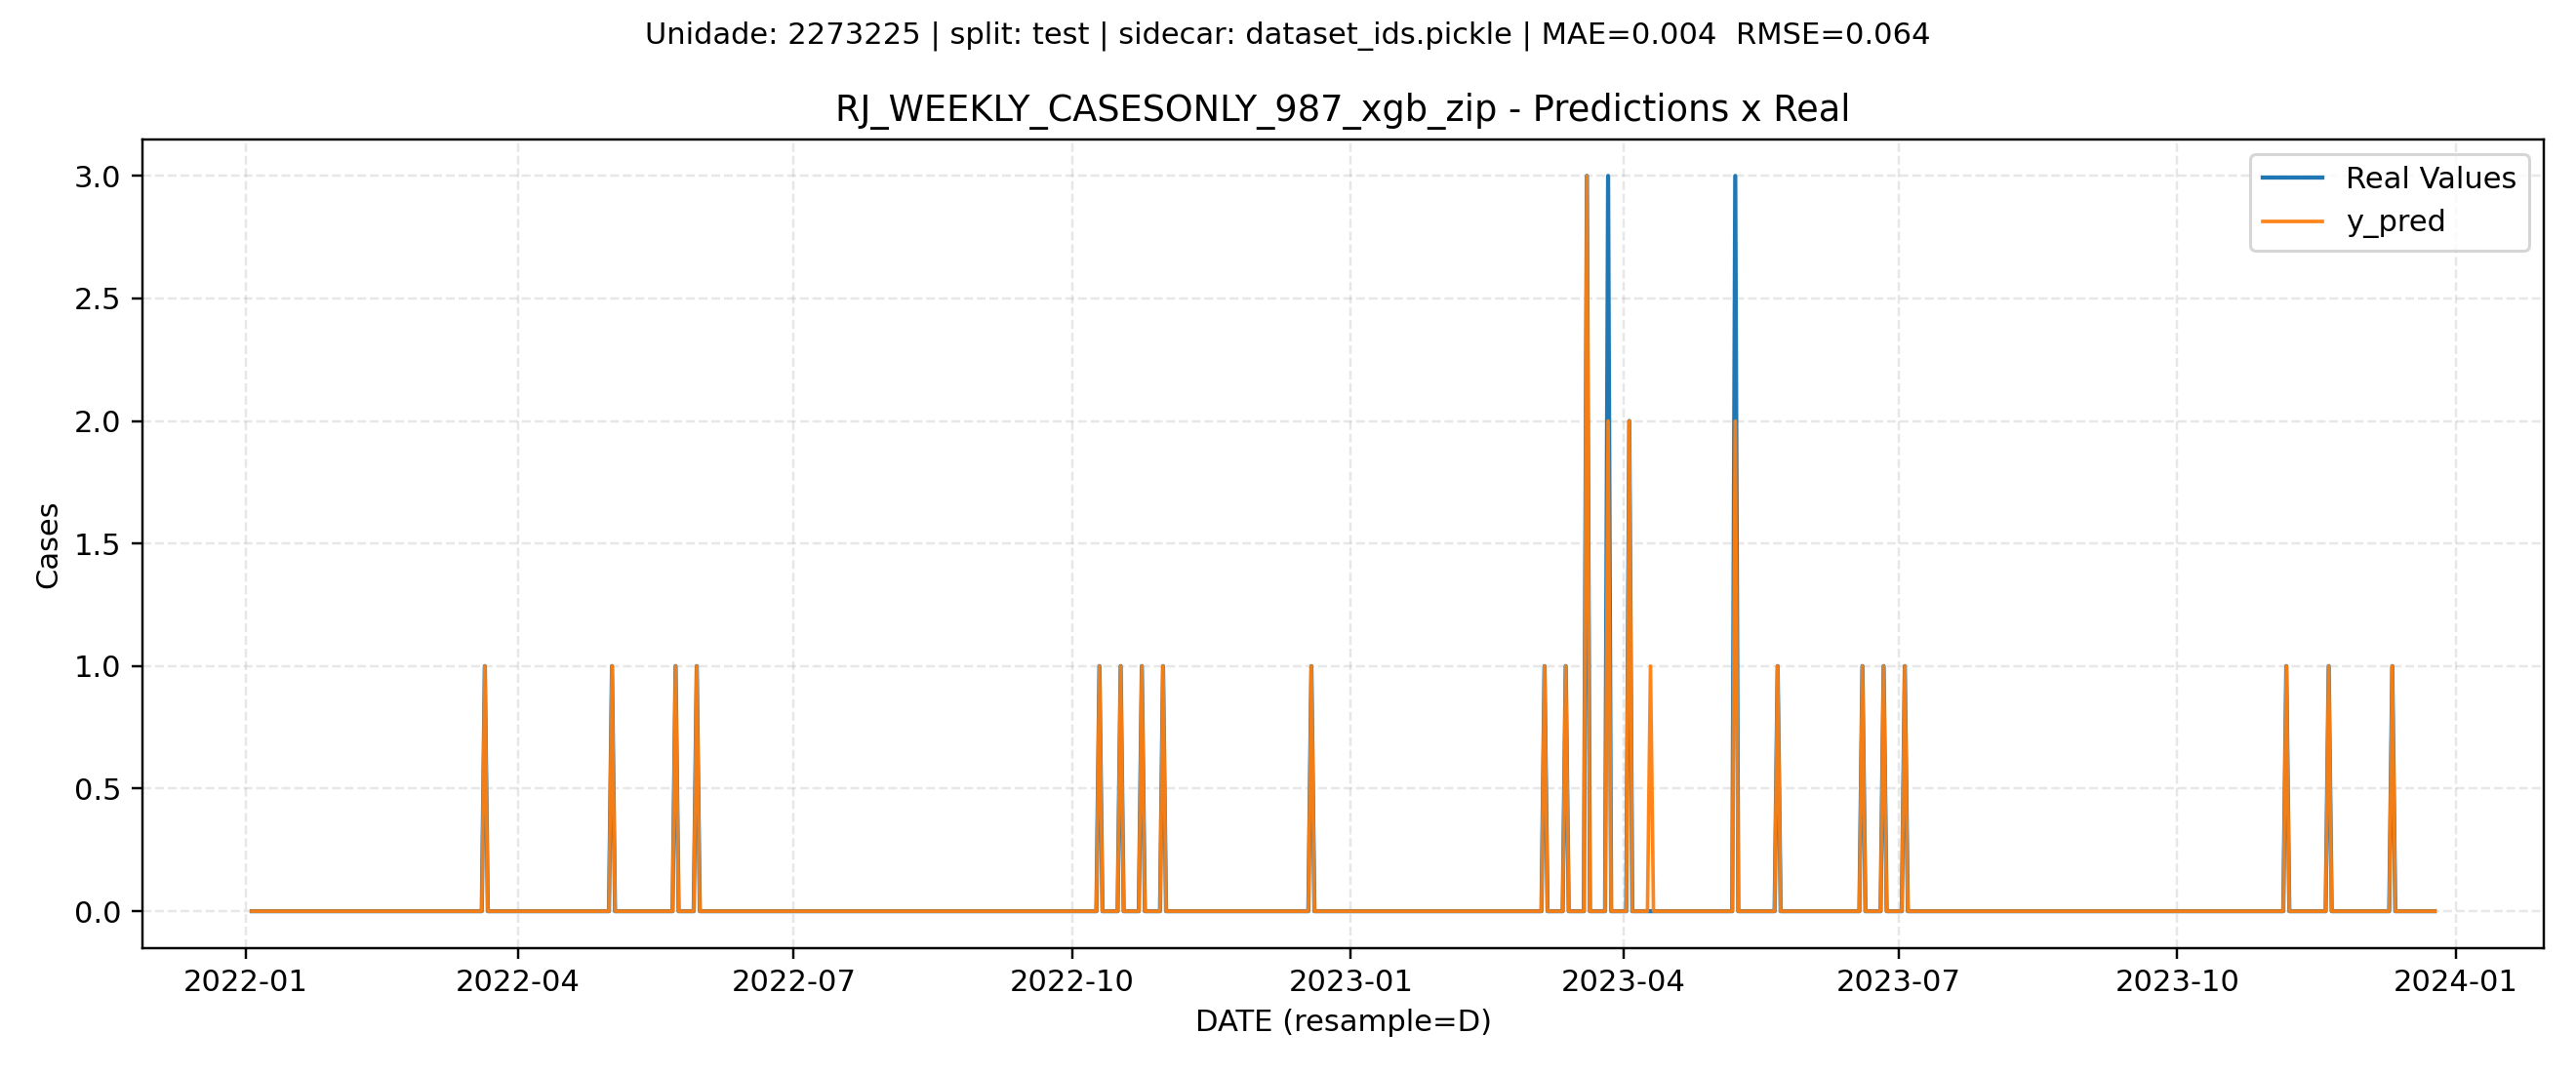 Unidade: 2273225 | split: test | sidecar: dataset_ids.pickle | MAE=0.004  RMSE=0.064
RJ_WEEKLY_CASESONLY_987_xgb_zip - Predictions x Real
Real Values
y_pred
3.0
2.5
2.0
1.5
1.0
0.5
0.0
Cases
2022-01
2022-04
2022-07
2022-10
2023-01
2023-04
2023-07
2023-10
2024-01
DATE (resample=D)